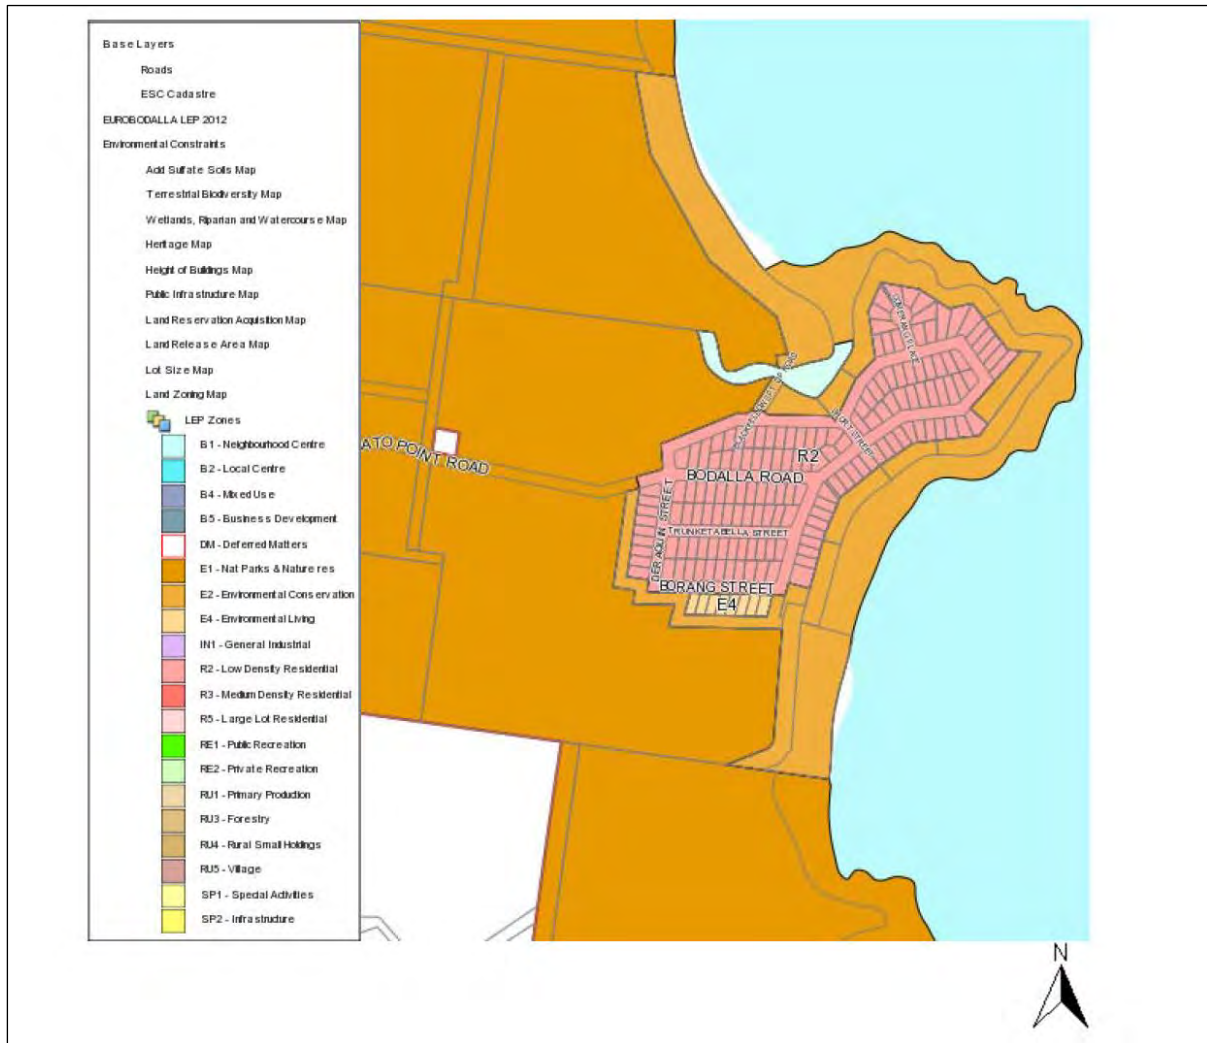 Base Layers
Roads
ESC Cadastre
EUROBODALLA LEP 2012
Environmental Constraints
Add Sulfate Soils Map
Terrestrial Biodiversity Map
Wetlands, Riparian and Watercourse Map
Heritage Map
Height of Buildings Map
Public Infrastructure Map
Land Reservation Acquisition Map
Land Release Area Map
Lot Size Map
Land Zoning Map
LEP Zones
B1 - Neighbourhood Centre
B2 - Local Centre
B4 - Mixed Use
B5 - Business Development
DM - Deferred Matters
E1 - Nat Parks & Nature res
E2 - Environmental Conservation
E4 - Environmental Living
IN1 - General Industrial
R2 - Low Density Residential
R3 - Medium Density Residential
R5 - Large Lot Residential
RE1 - Public Recreation
RE2 - Private Recreation
RU1 - Primary Production
RU3 - Forestry
RU4 - Rural Small Holdings
RU5 - Village
SP1 - Special Activities
SP2 - Infrastructure
PLACE
ROAD
STREET
R2
ATO POINT ROAD
BODALLA ROAD
DERAQUIN STREET
TRUNKETABELLA STREET
BORANG STREET
E4
N